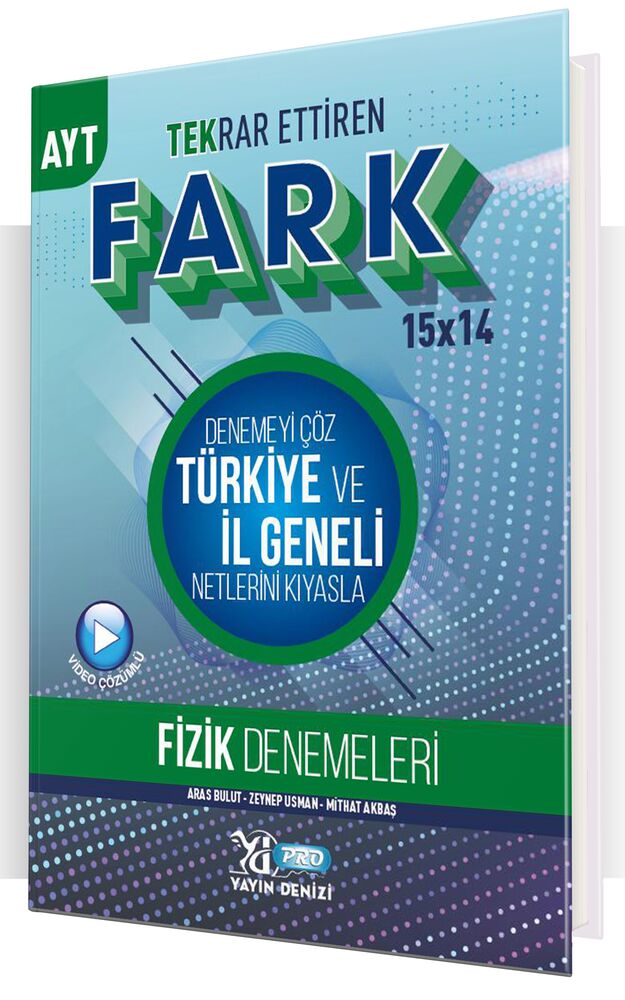 AYT
TEKRAR ETTİREN
FARK
15x14
DENEMEYİ ÇÖZ
TÜRKİYE VE
İL GENELİ
NETLERİNİ KIYASLA
VİDEO ÇÖZÜMLÜ
FİZİK DENEMELERİ
ARAS BULUT - ZEYNEP USMAN - MİTHAT AKBAŞ
YD PRO
YAYIN DENİZİ